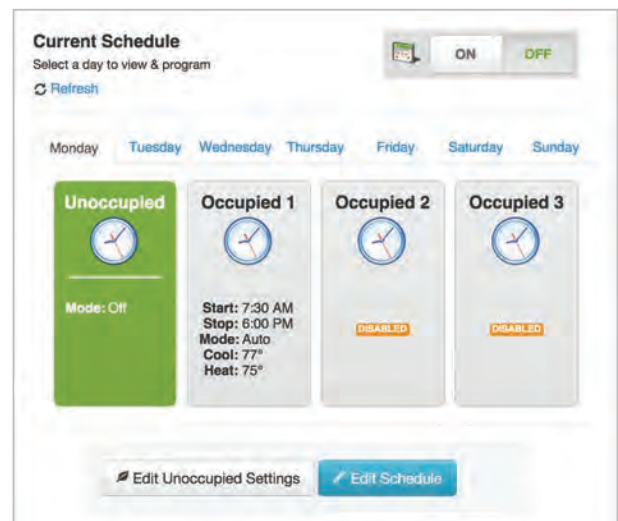 Current Schedule
Select a day to view & program
Refresh
ON OFF
Monday Tuesday Wednesday Thursday Friday Saturday Sunday
Unoccupied
Mode: Off
Occupied 1
Start: 7:30 AM
Stop: 6:00 PM
Mode: Auto
Cool: 77°
Heat: 75°
Occupied 2
DISABLED
Occupied 3
DISABLED
Edit Unoccupied Settings Edit Schedule